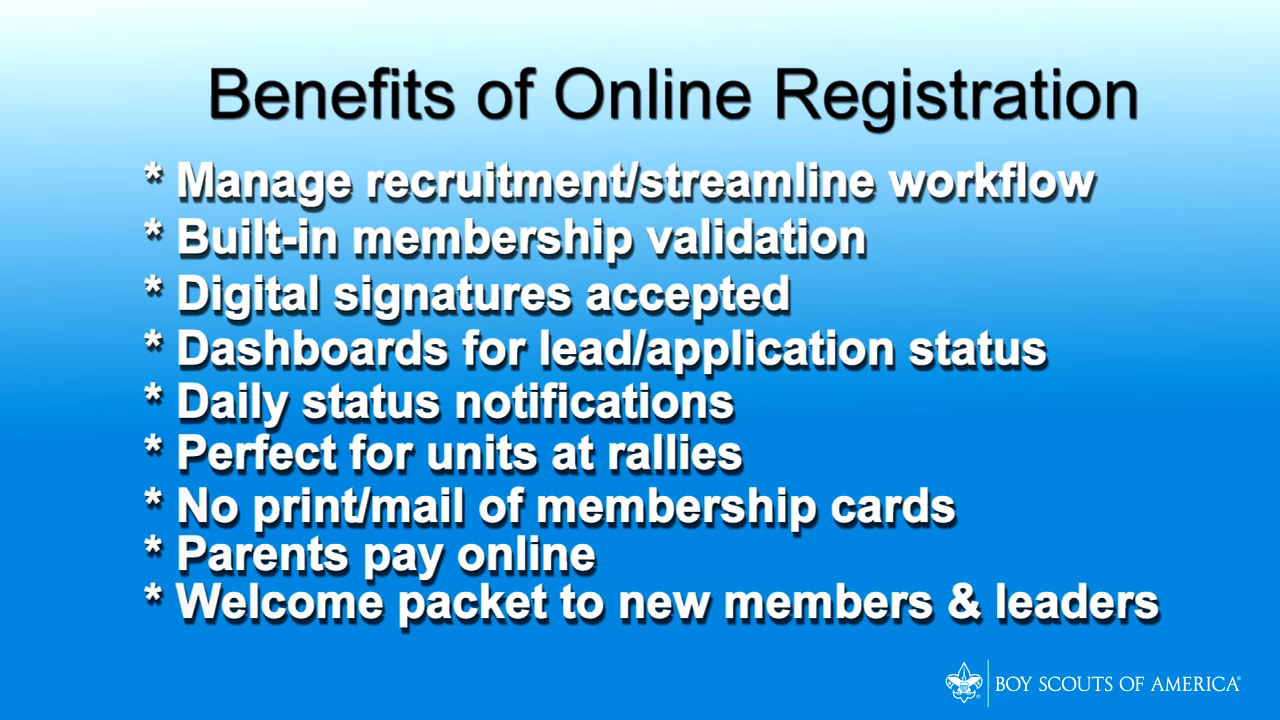 Benefits of Online Registration
* Manage recruitment/streamline workflow
* Built-in membership validation
* Digital signatures accepted
* Dashboards for lead/application status
* Daily status notifications
* Perfect for units at rallies
* No print/mail of membership cards
* Parents pay online
* Welcome packet to new members & leaders
BOY SCOUTS OF AMERICA®